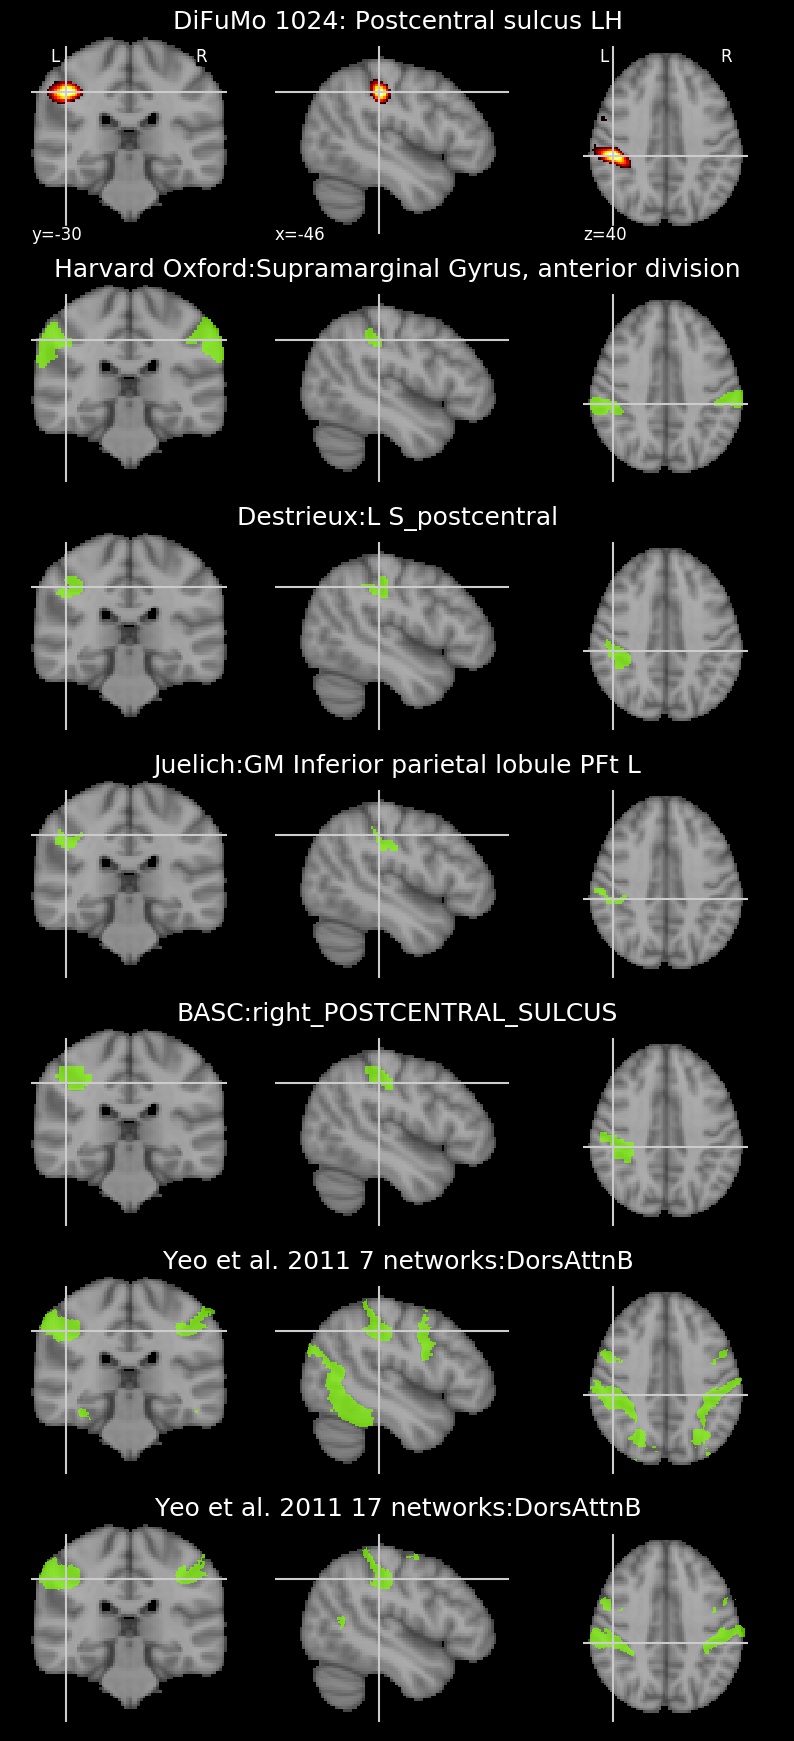 DiFuMo 1024: Postcentral sulcus LH
L R L R
y=-30 x=-46 z=40
Harvard Oxford:Supramarginal Gyrus, anterior division
Destrieux:L S_postcentral
Juelich:GM Inferior parietal lobule PFt L
BASC:right_POSTCENTRAL_SULCUS
Yeo et al. 2011 7 networks:DorsAttnB
Yeo et al. 2011 17 networks:DorsAttnB